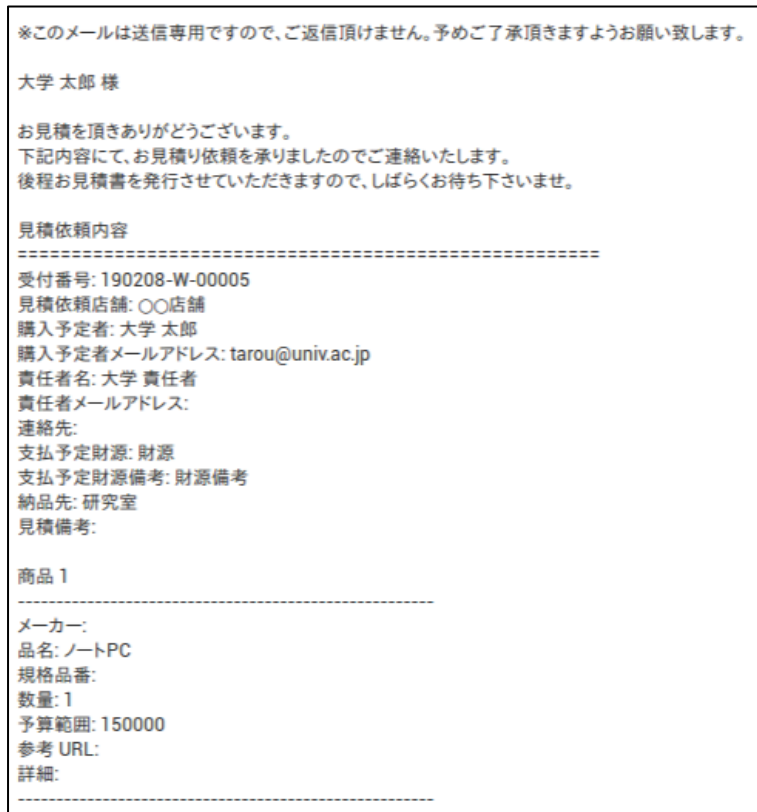 ※このメールは送信専用ですので、ご返信頂けません。予めご了承頂きますようお願い致します。
大学 太郎 様
お見積を頂きありがどうございます。
下記内容にて、お見積り依頼を承りましたのでご連絡いたします。
後程お見積書を発行させていただきますので、しばらくお待ち下さいませ。
見積依頼内容
======================================================
受付番号: 190208-W-00005
見積依頼店舗: ○○店舗
購入予定者: 大学 太郎
購入予定者メールアドレス: tarou@univ.ac.jp
責任者名: 大学 責任者
責任者メールアドレス:
連絡先:
支払予定財源: 財源
支払予定財源備考: 財源備考
納品先: 研究室
見積備考:
商品 1
------------------------------------------------------
メーカー:
品名: ノートPC
規格品番:
数量: 1
予算範囲: 150000
参考 URL:
詳細:
------------------------------------------------------